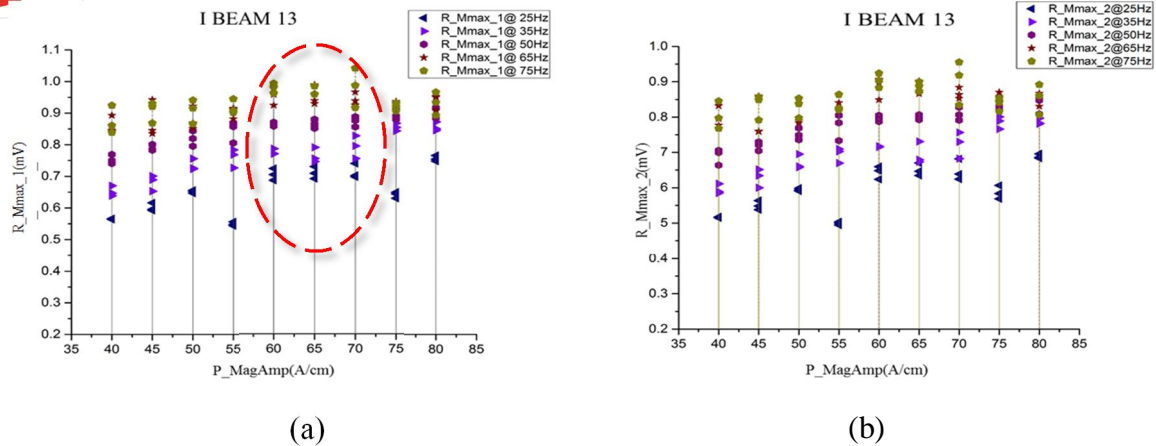 I BEAM 13
R_Mmax_1@ 25Hz
R_Mmax_1@ 35Hz
R_Mmax_1@ 50Hz
R_Mmax_1@ 65Hz
R_Mmax_1@ 75Hz
1.1
1.0
0.9
0.8
0.7
0.6
0.5
0.4
0.3
0.2
R_Mmax_1(mV)
35 40 45 50 55 60 65 70 75 80 85
P_MagAmp(A/cm)
(a)
I BEAM 13
R_Mmax_2@25Hz
R_Mmax_2@35Hz
R_Mmax_2@50Hz
R_Mmax_2@65Hz
R_Mmax_2@75Hz
1.0
0.9
0.8
0.7
0.6
0.5
0.4
0.3
0.2
R_Mmax_2(mV)
35 40 45 50 55 60 65 70 75 80 85
P_MagAmp(A/cm)
(b)